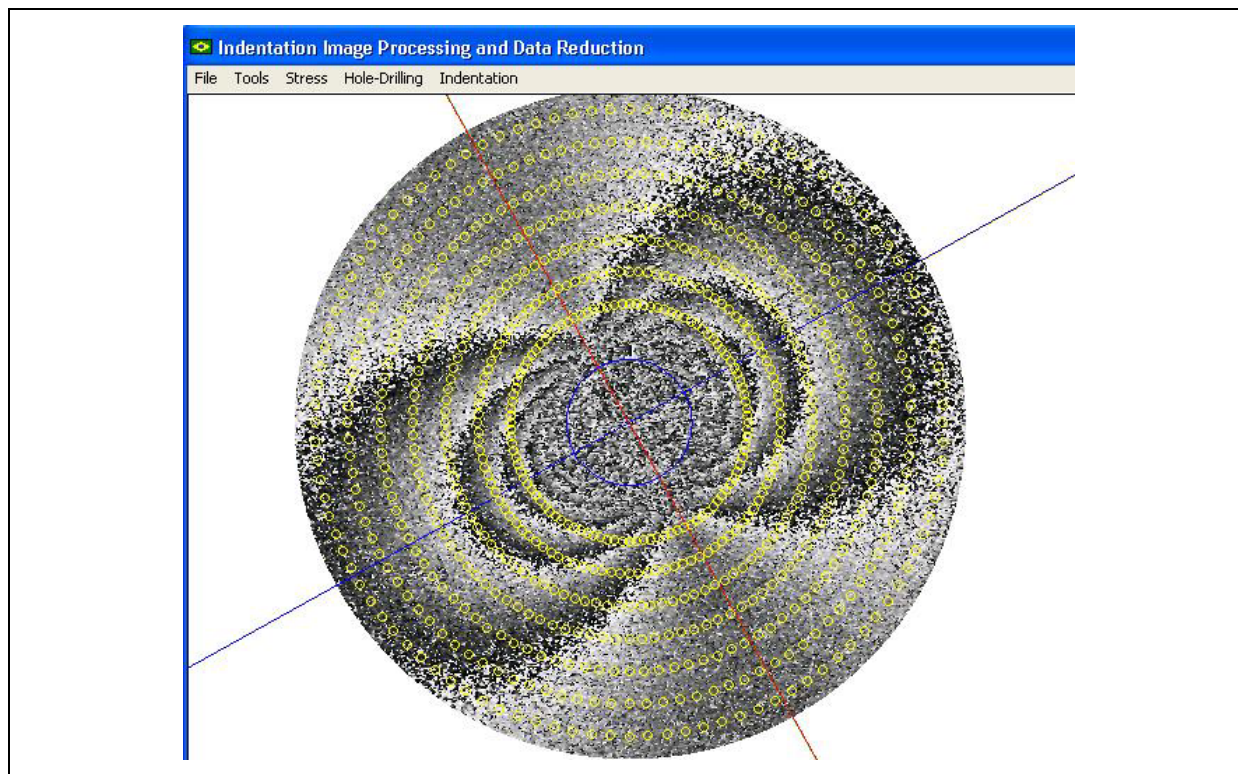 Indentation Image Processing and Data Reduction
File Tools Stress Hole-Drilling Indentation